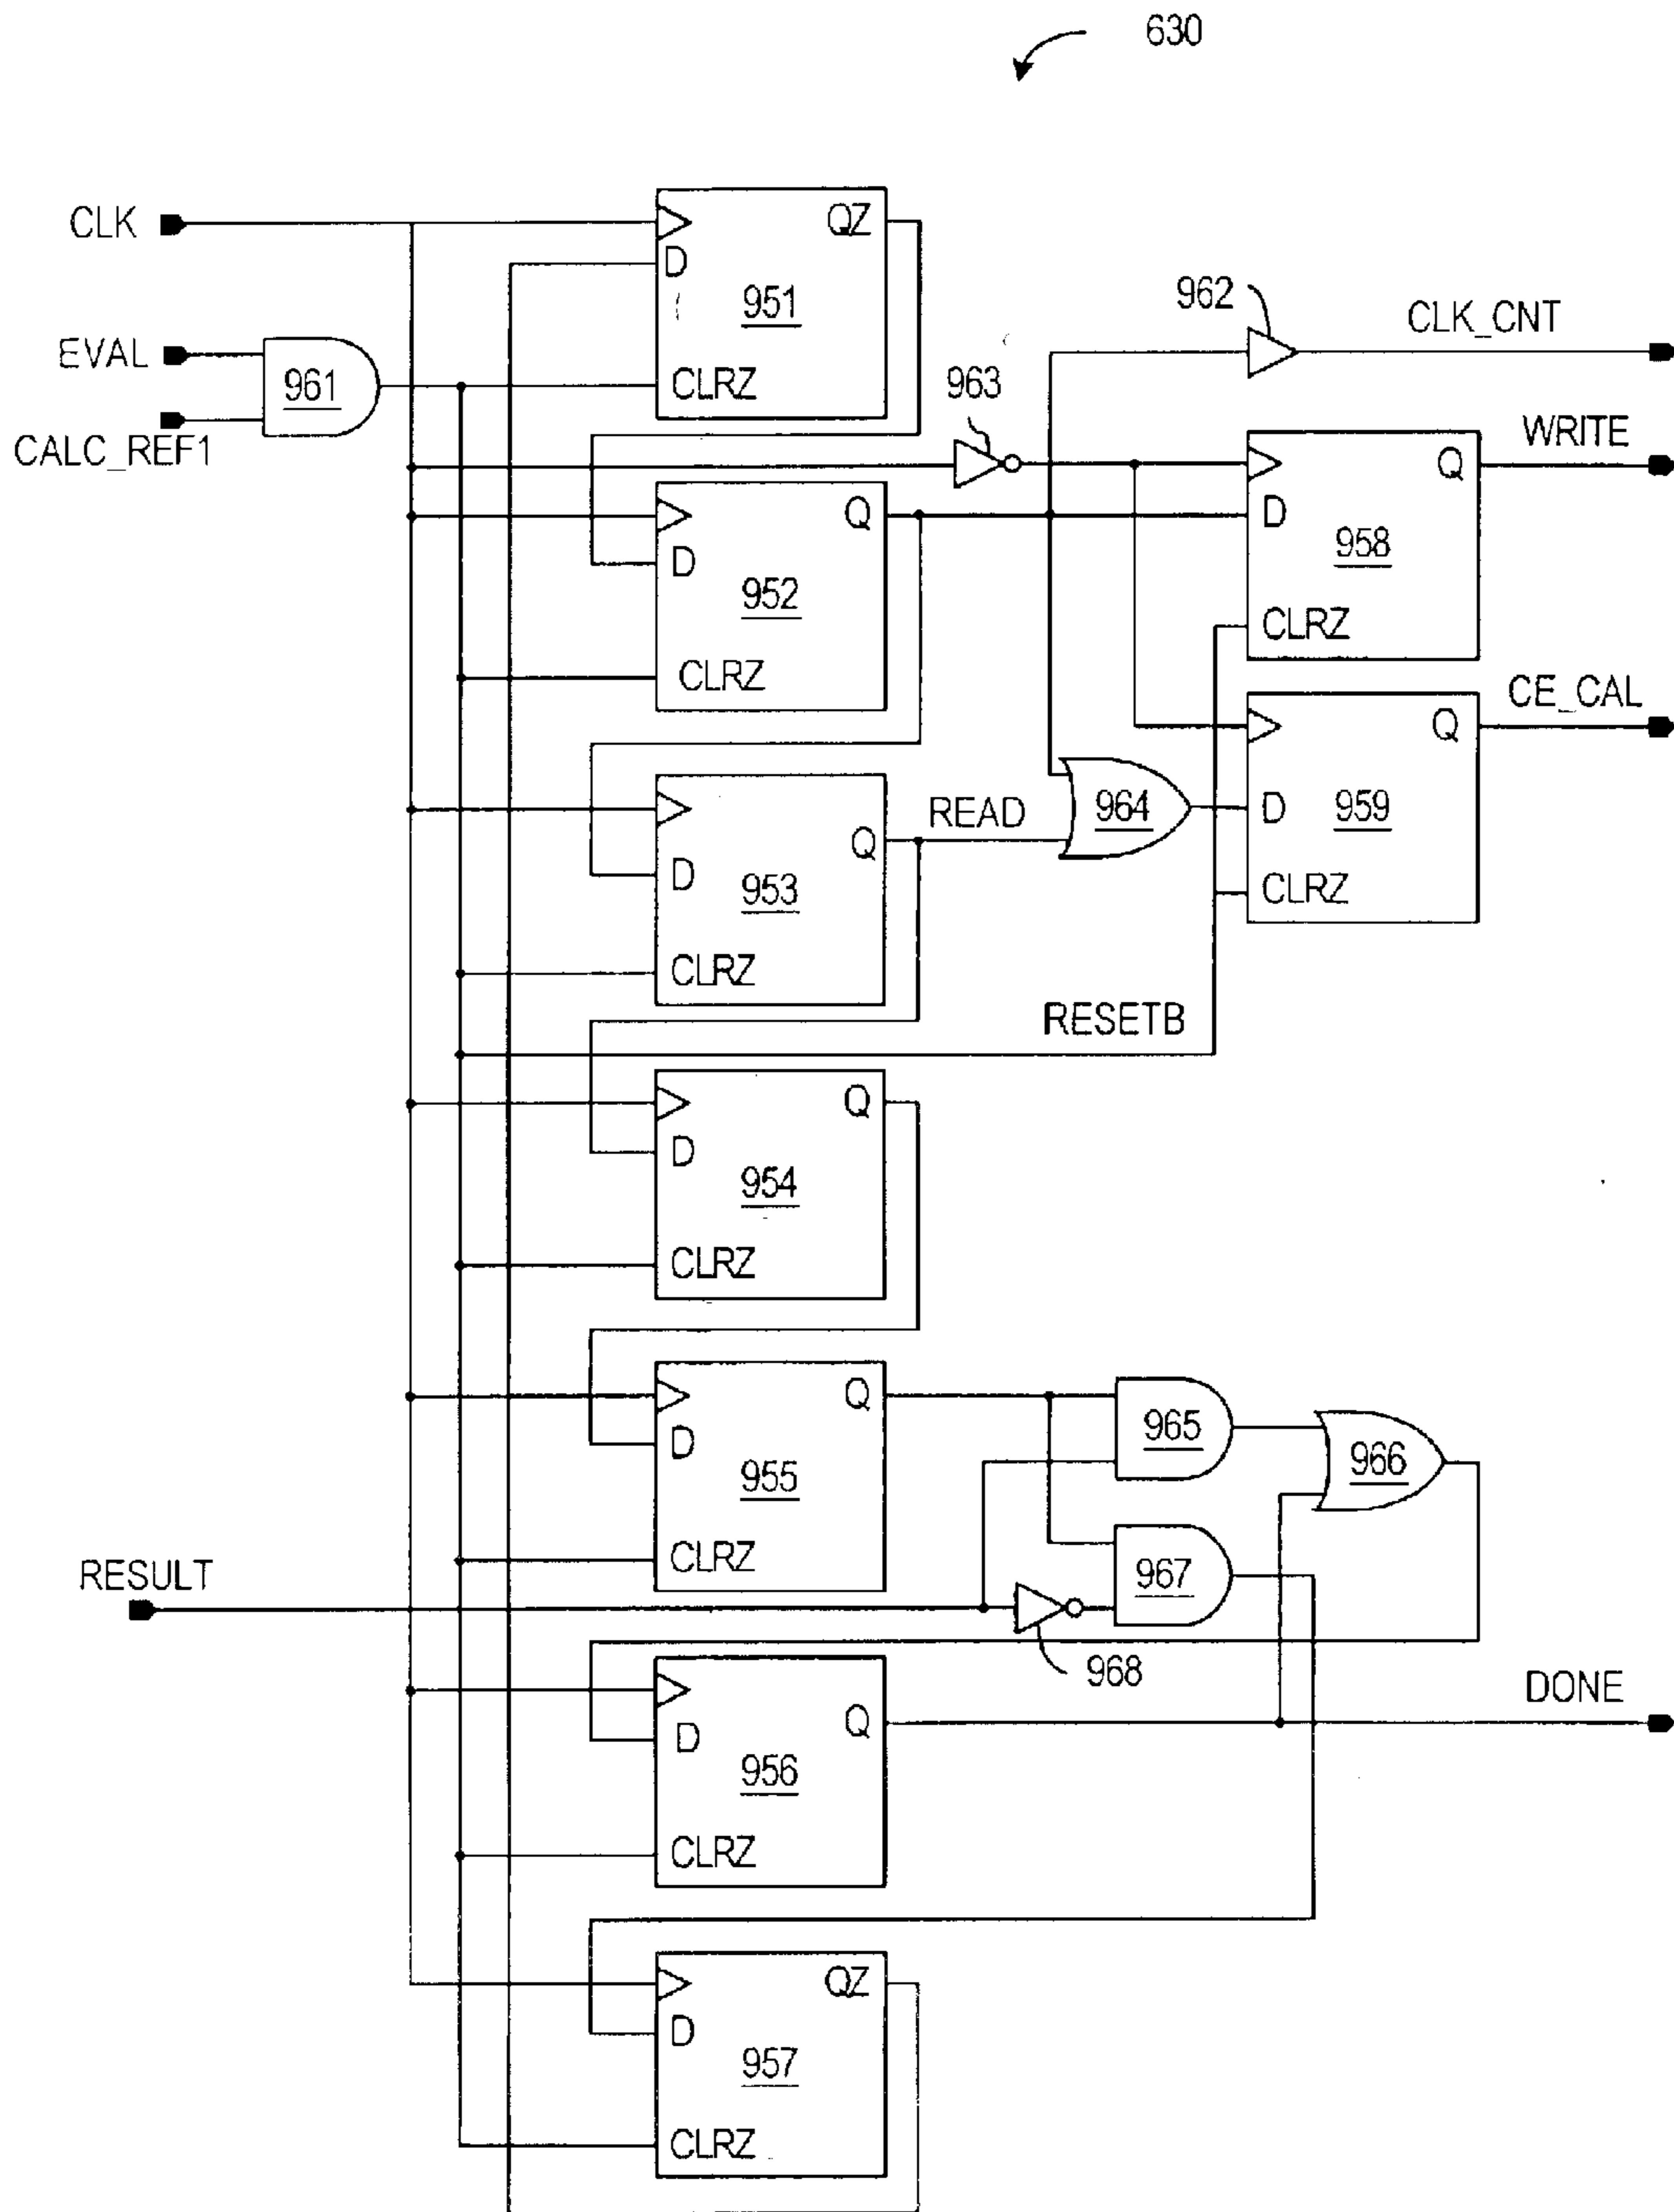 630
CLK
QZ
D
951
962
CLK_CNT
EVAL
961
CLRZ
963
CALC_REF1
WRITE
Q
Q
D
958
D
952
CLRZ
CLRZ
CE_CAL
Q
READ
964
D
959
Q
D
953
CLRZ
CLRZ
RESETB
Q
D
954
CLRZ
Q
965
D
955
966
CLRZ
RESULT
967
968
DONE
Q
D
956
CLRZ
QZ
D
957
CLRZ